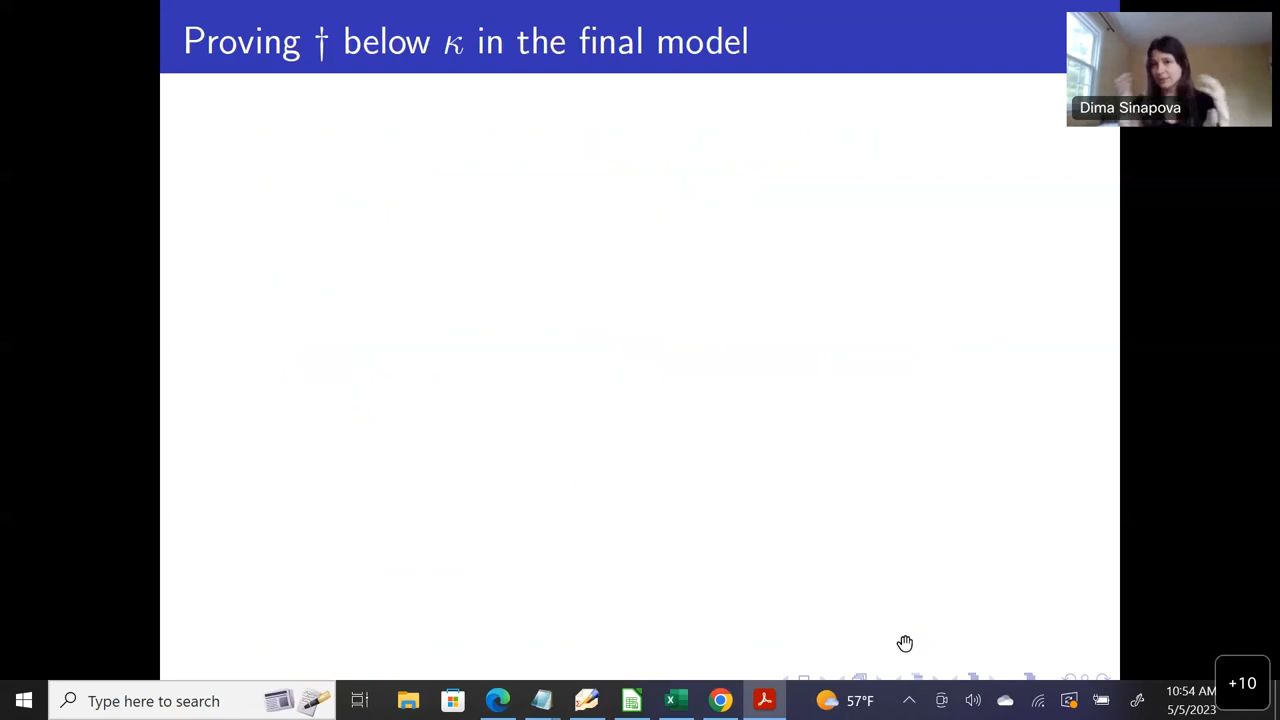 Proving † below κ in the final model
Dima Sinapova
+10
Type here to search
57°F
10:54 AM
5/5/2023